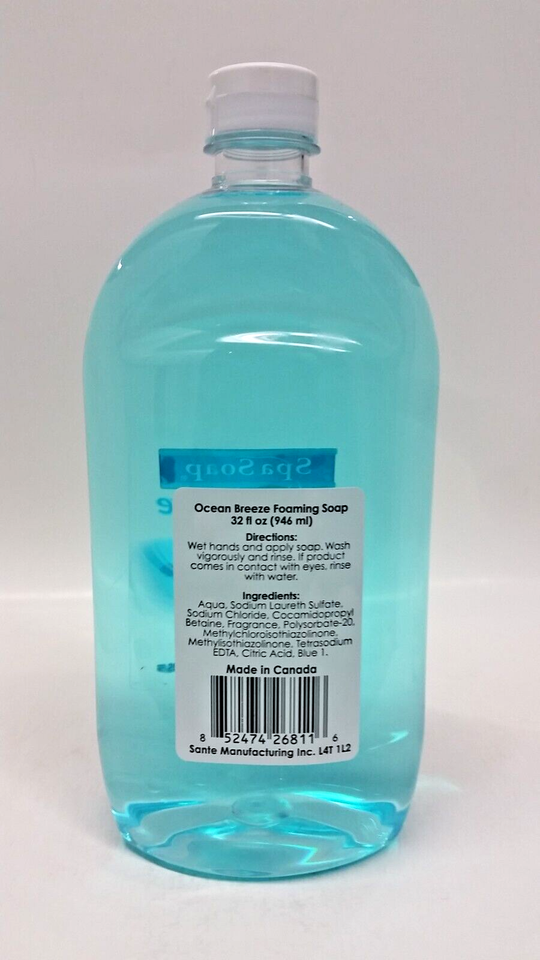 SpaSoap
Ocean Breeze Foaming Soap
32 fl oz (946 ml)
Directions:
Wet hands and apply soap. Wash
vigorously and rinse. If product
comes in contact with eyes, rinse
with water.
Ingredients:
Aqua, Sodium Laureth Sulfate,
Sodium Chloride, Cocamidopropyl
Betaine, Fragrance, Polysorbate-20,
Methylchloroisothiazolinone,
Methylisothiazolinone, Tetrasodium
EDTA, Citric Acid, Blue 1.
Made in Canada
8 52474 26811 6
Sante Manufacturing Inc. L4T 1L2